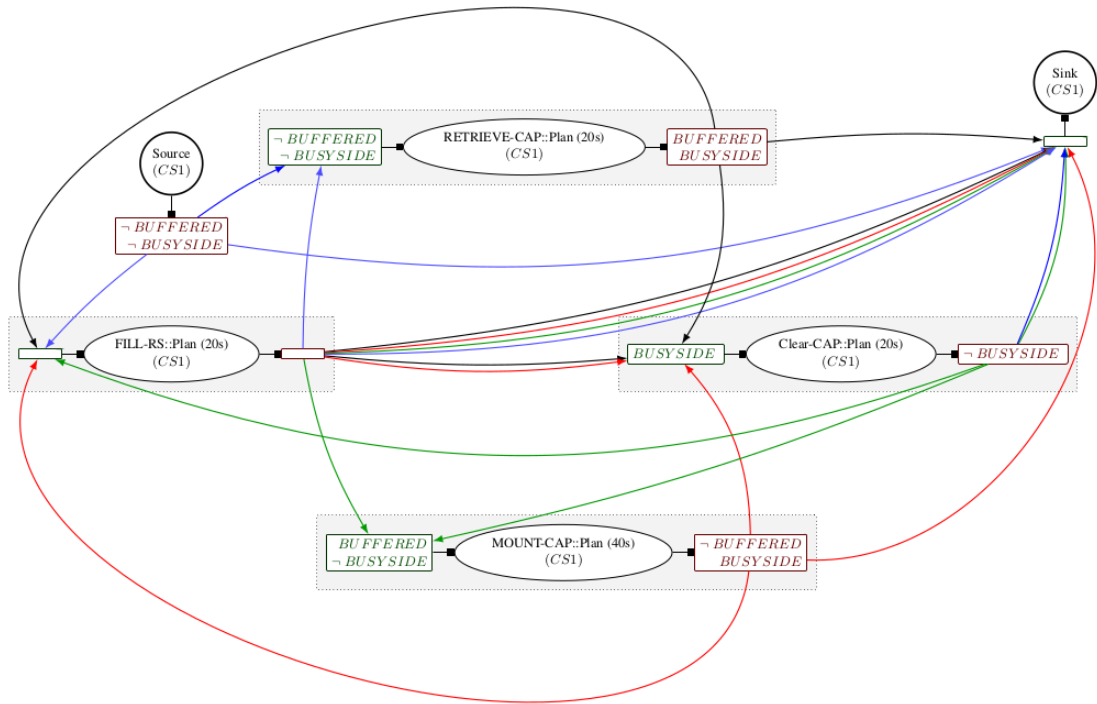 Sink
(CS1)
RETRIEVE-CAP::Plan (20s)
(CS1)
¬ BUFFERED
¬ BUSYSIDE
BUFFERED
BUSYSIDE
Source
(CS1)
¬ BUFFERED
¬ BUSYSIDE
FILL-RS::Plan (20s)
(CS1)
BUSYSIDE
Clear-CAP::Plan (20s)
(CS1)
¬ BUSYSIDE
BUFFERED
¬ BUSYSIDE
MOUNT-CAP::Plan (40s)
(CS1)
¬ BUFFERED
BUSYSIDE